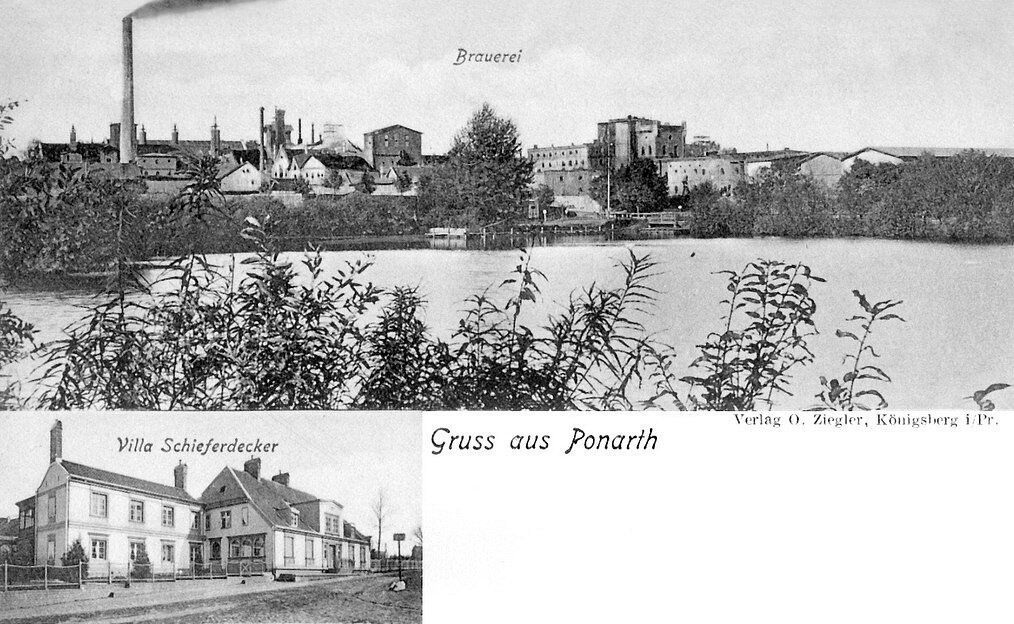 Brauerei
Verlag O. Ziegler, Königsberg i/Pr.
Villa Schieferdecker
Gruss aus Ponarth